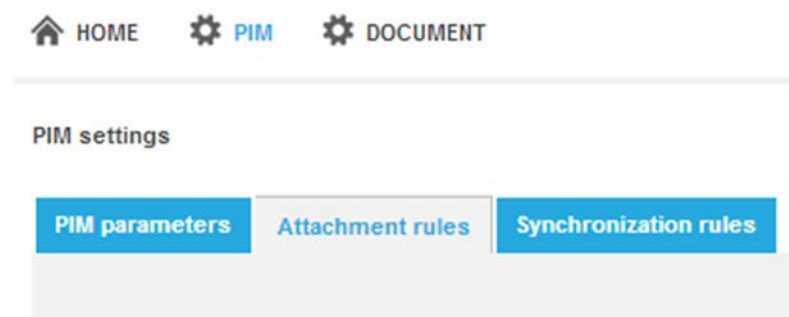 HOME PIM DOCUMENT
PIM settings
PIM parameters Attachment rules Synchronization rules